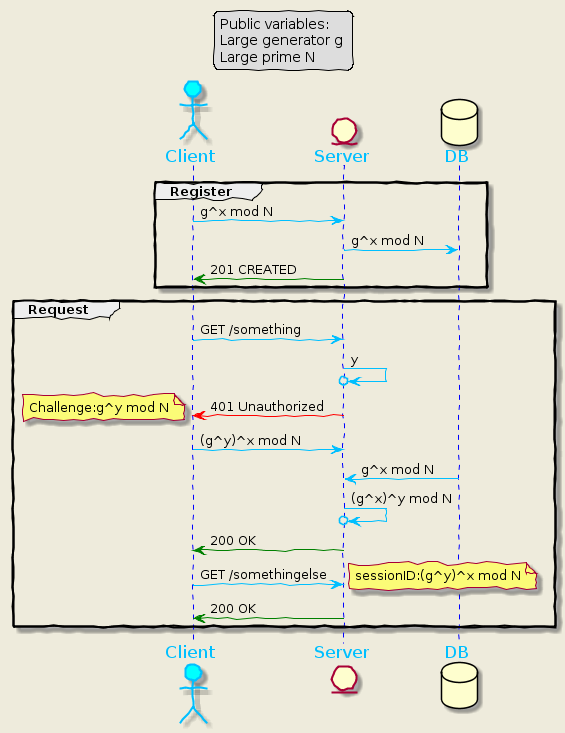 Public variables:
Large generator g
Large prime N
Client
Server
DB
Register
g^x mod N
g^x mod N
201 CREATED
Request
GET /something
y
401 Unauthorized
Challenge:g^y mod N
(g^y)^x mod N
g^x mod N
(g^x)^y mod N
200 OK
GET /somethingelse
sessionID:(g^y)^x mod N
200 OK
Client
Server
DB